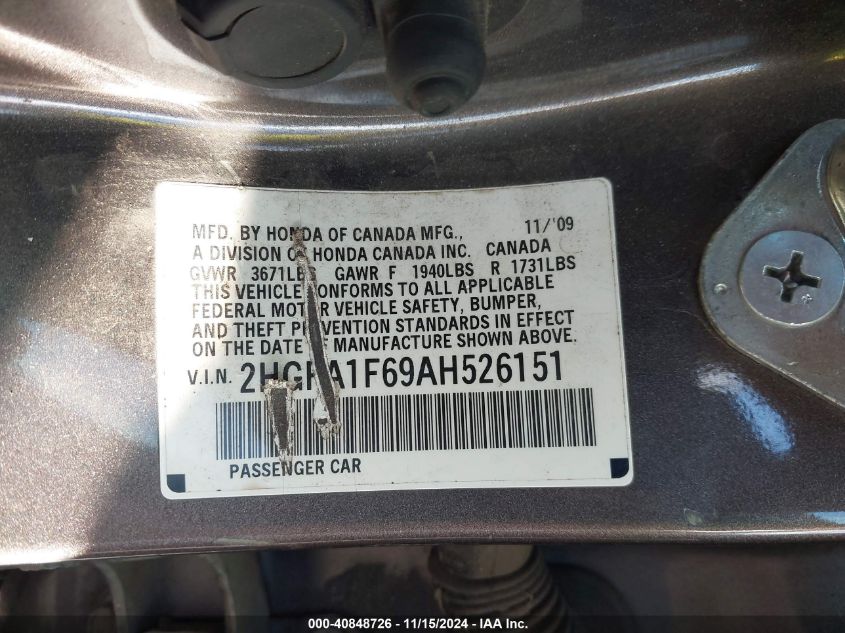 MFD. BY HONDA OF CANADA MFG., 11/'09
A DIVISION OF HONDA CANADA INC. CANADA
GVWR 3671LBS GAWR F 1940LBS R 1731LBS
THIS VEHICLE CONFORMS TO ALL APPLICABLE
FEDERAL MOTOR VEHICLE SAFETY, BUMPER,
AND THEFT PREVENTION STANDARDS IN EFFECT
ON THE DATE OF MANUFACTURE SHOWN ABOVE.
V.I.N. 2HGFA1F69AH526151
PASSENGER CAR
000-40848726 - 11/15/2024 - IAA Inc.